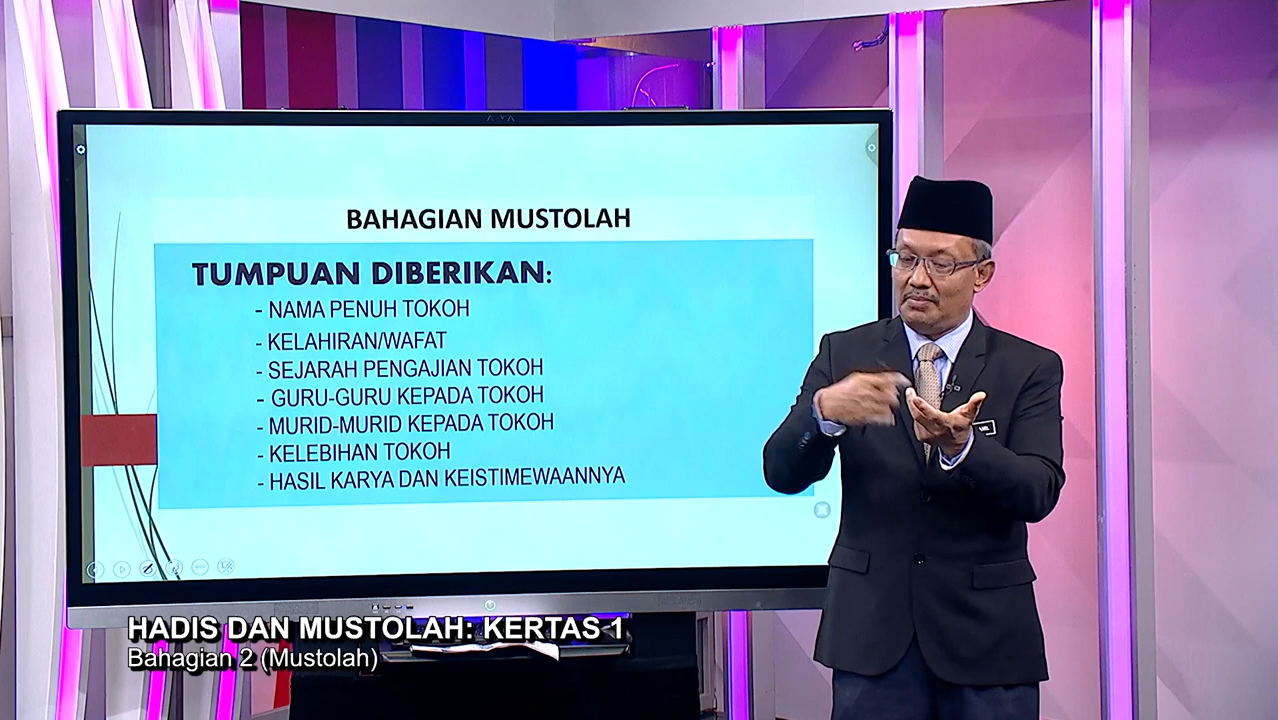 BAHAGIAN MUSTOLAH
TUMPUAN DIBERIKAN:
- NAMA PENUH TOKOH
- KELAHIRAN/WAFAT
- SEJARAH PENGAJIAN TOKOH
- GURU-GURU KEPADA TOKOH
- MURID-MURID KEPADA TOKOH
- KELEBIHAN TOKOH
- HASIL KARYA DAN KEISTIMEWAANNYA
HADIS DAN MUSTOLAH: KERTAS 1
Bahagian 2 (Mustolah)